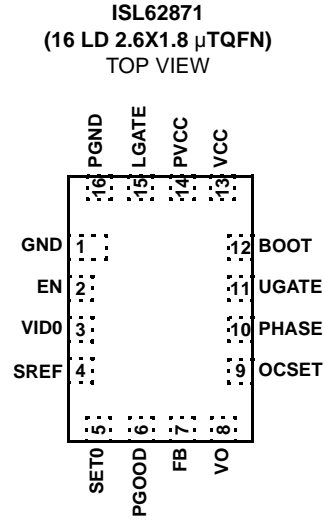 ISL62871
(16 LD 2.6X1.8 µTQFN)
TOP VIEW
PGND
LGATE
PVCC
VCC
16
15
14
13
GND 1
12 BOOT
EN 2
11 UGATE
VID0 3
10 PHASE
SREF 4
9 OCSET
5
6
7
8
SET0
PGOOD
FB
VO